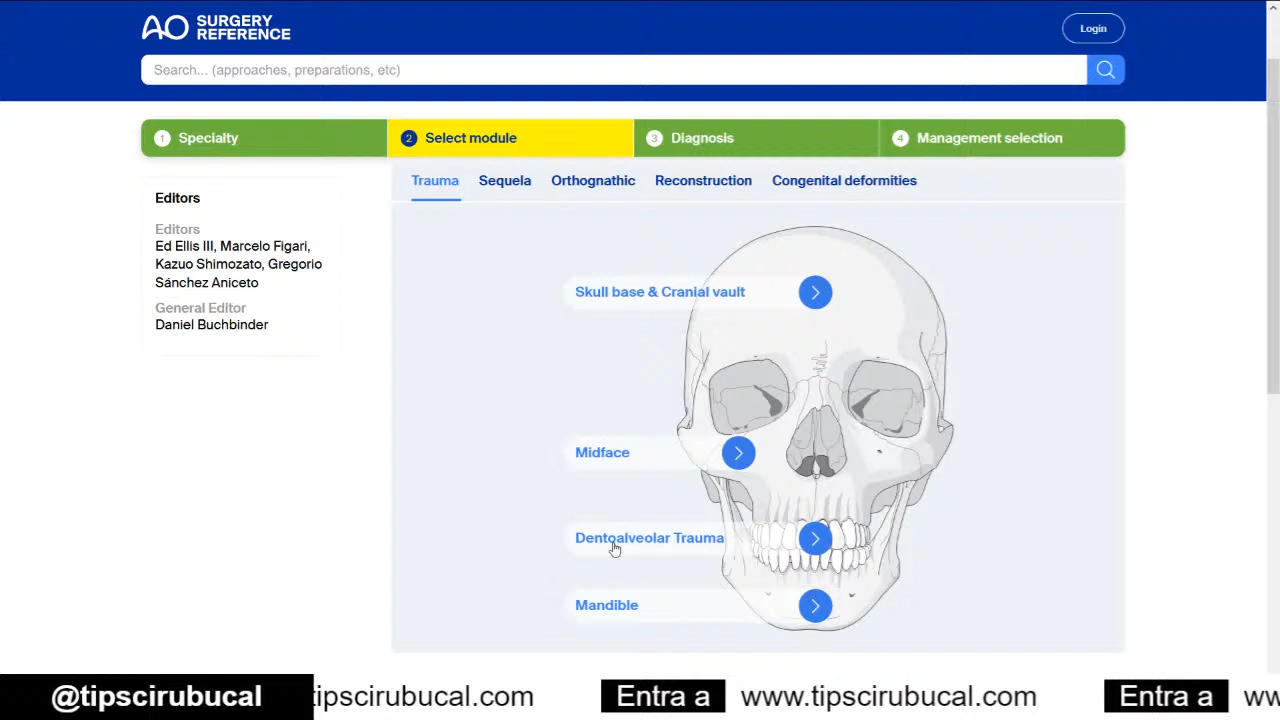 AO SURGERY
REFERENCE
Login
Search... (approaches, preparations, etc)
1 Specialty
2 Select module
3 Diagnosis
4 Management selection
Editors
Editors
Ed Ellis III, Marcelo Figari,
Kazuo Shimozato, Gregorio
Sánchez Aniceto
General Editor
Daniel Buchbinder
Trauma Sequela Orthognathic Reconstruction Congenital deformities
Skull base & Cranial vault
Midface
Dentoalveolar Trauma
Mandible
@tipscirubucal tipscirubucal.com Entra a www.tipscirubucal.com Entra a ww